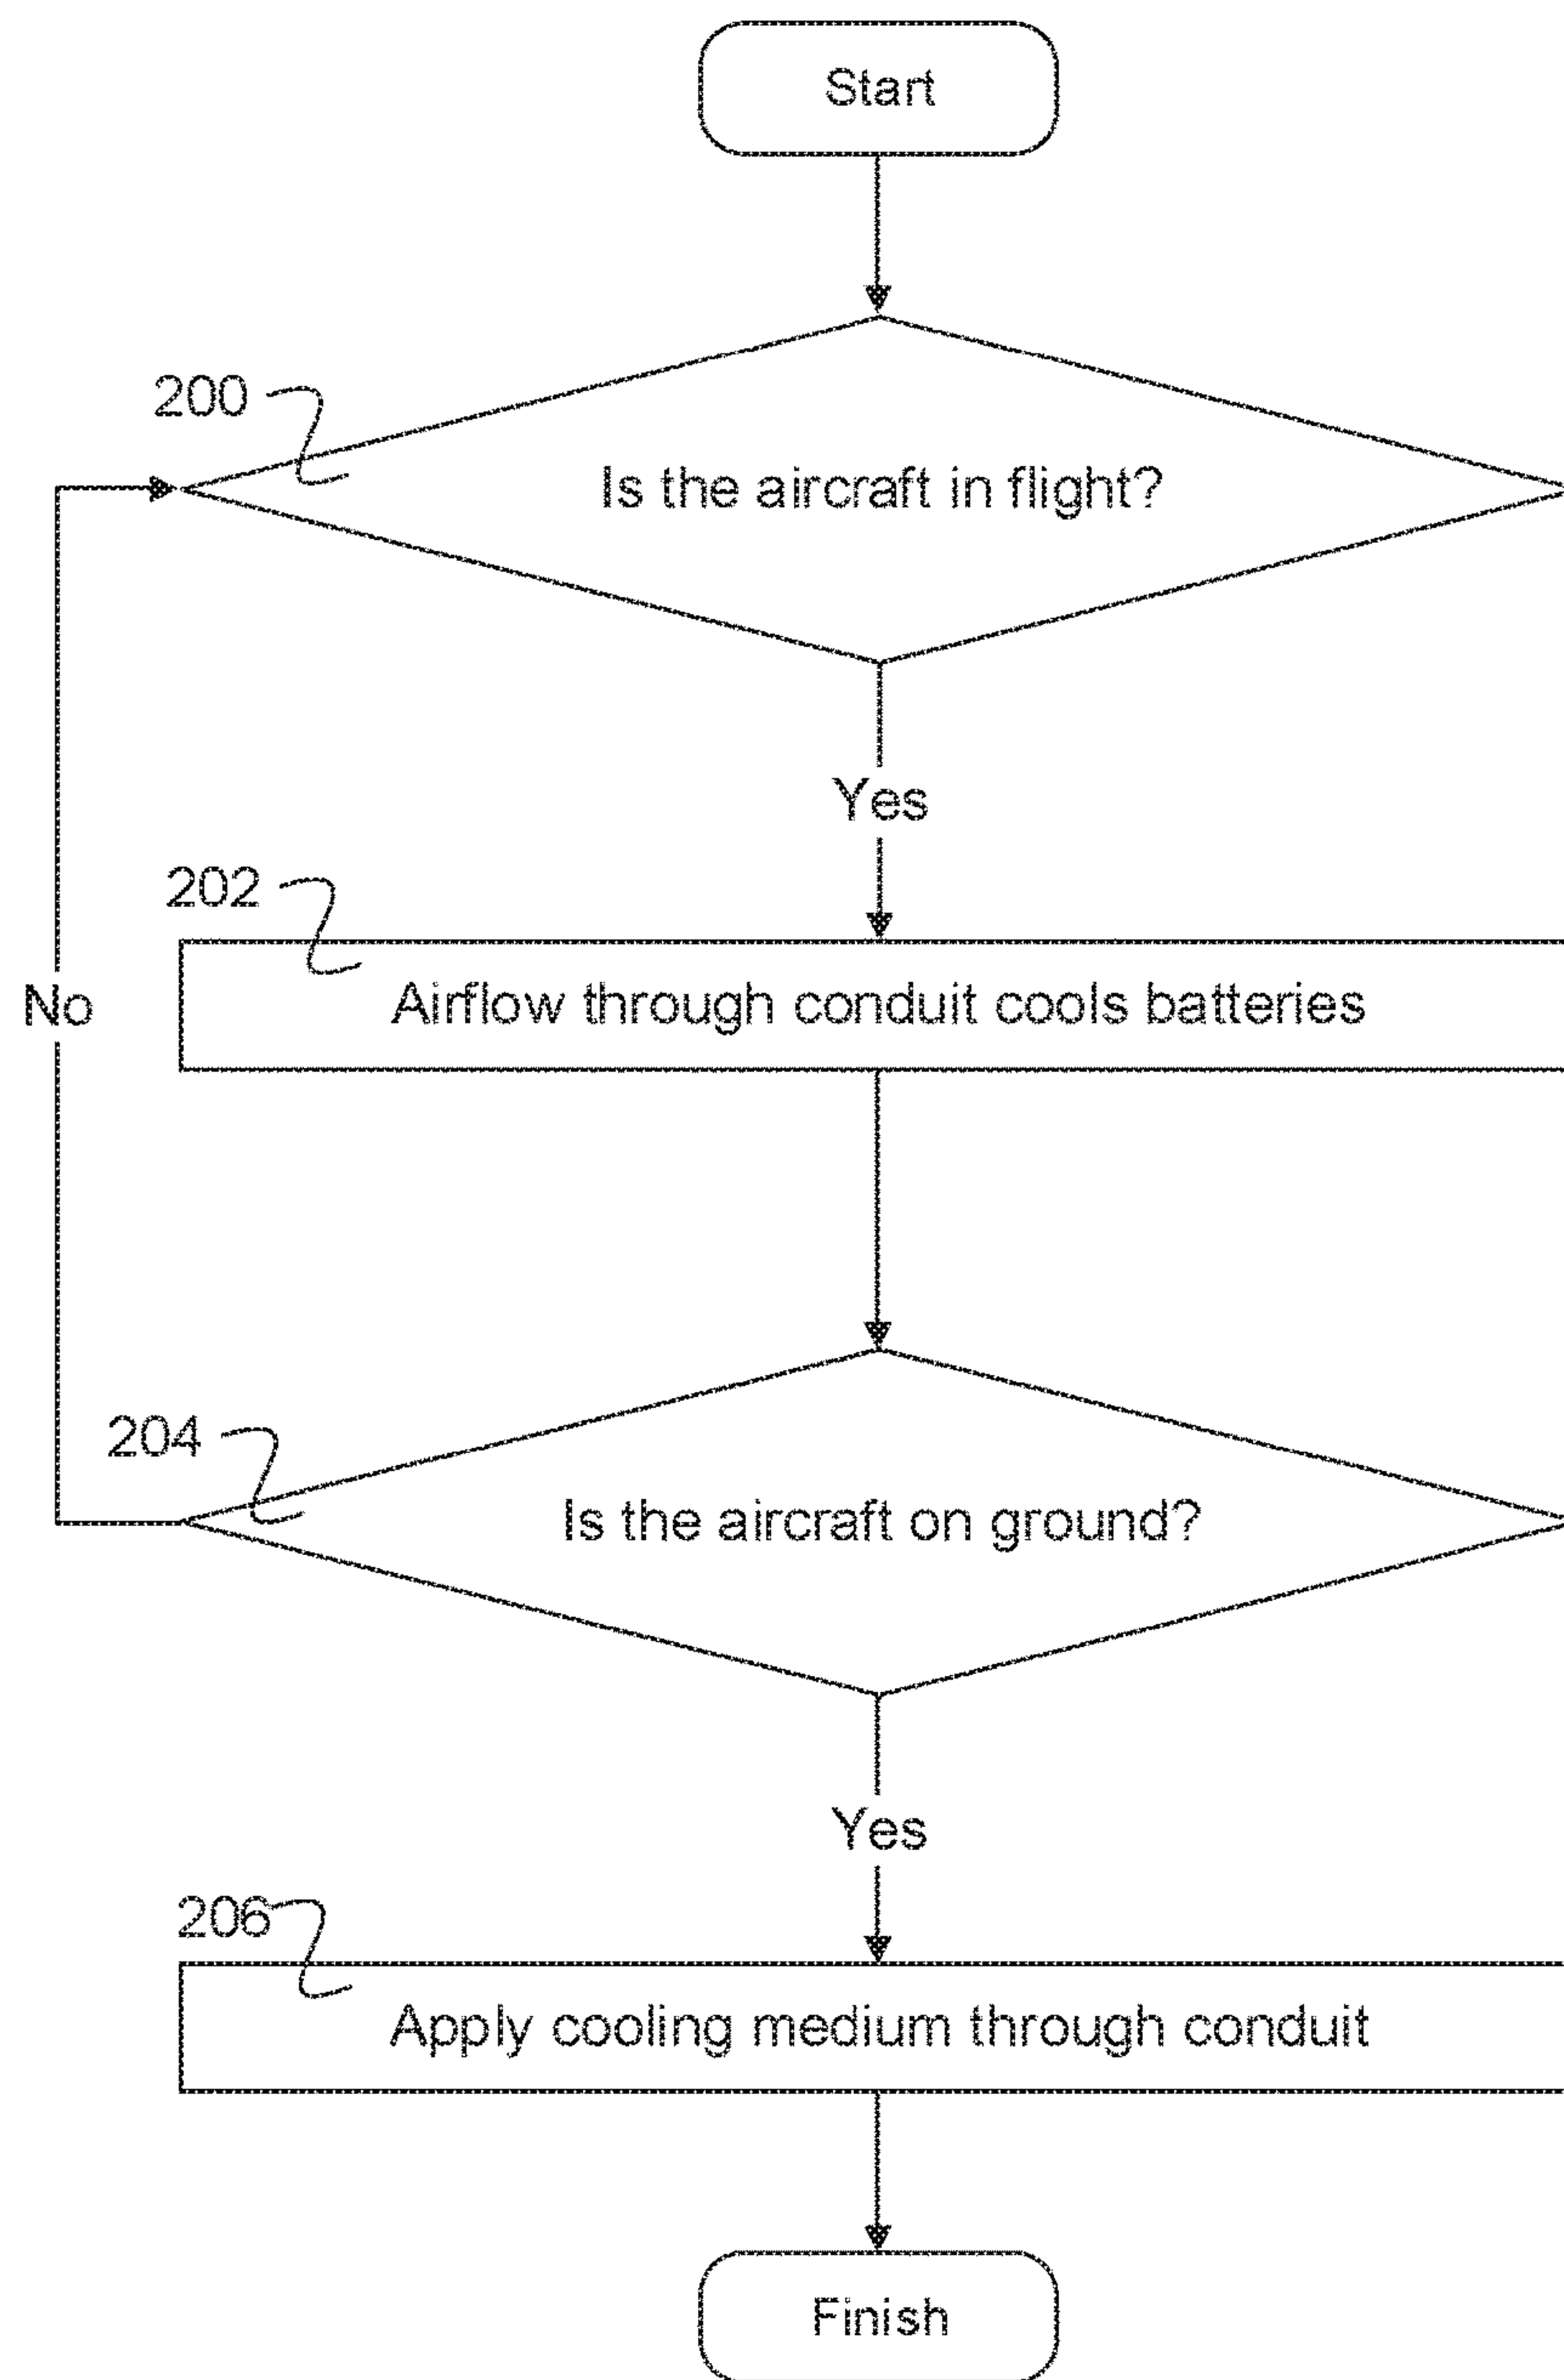 Start
200
Is the aircraft in flight?
Yes
202
No
Airflow through conduit cools batteries
204
Is the aircraft on ground?
Yes
206
Apply cooling medium through conduit
Finish